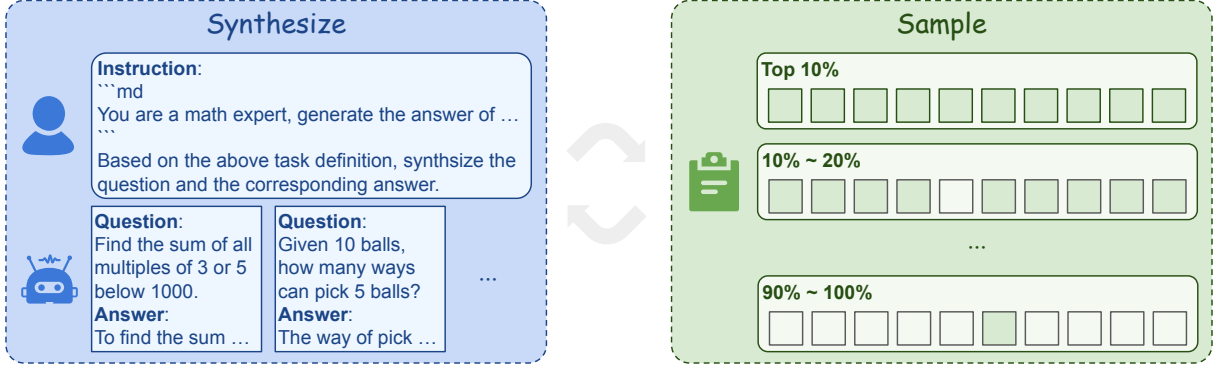 Synthesize
Instruction:
```md
You are a math expert, generate the answer of …
```
Based on the above task definition, synthsize the
question and the corresponding answer.
Question:
Find the sum of all
multiples of 3 or 5
below 1000.
Answer:
To find the sum …
Question:
Given 10 balls,
how many ways
can pick 5 balls?
Answer:
The way of pick …
...
Sample
Top 10%
10% ~ 20%
...
90% ~ 100%